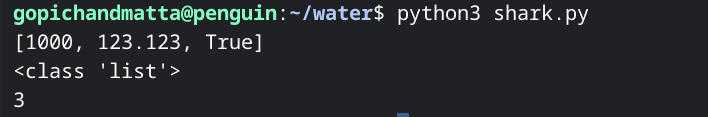 gopichandmatta@penguin:~/water$ python3 shark.py
[1000, 123.123, True]
<class 'list'>
3